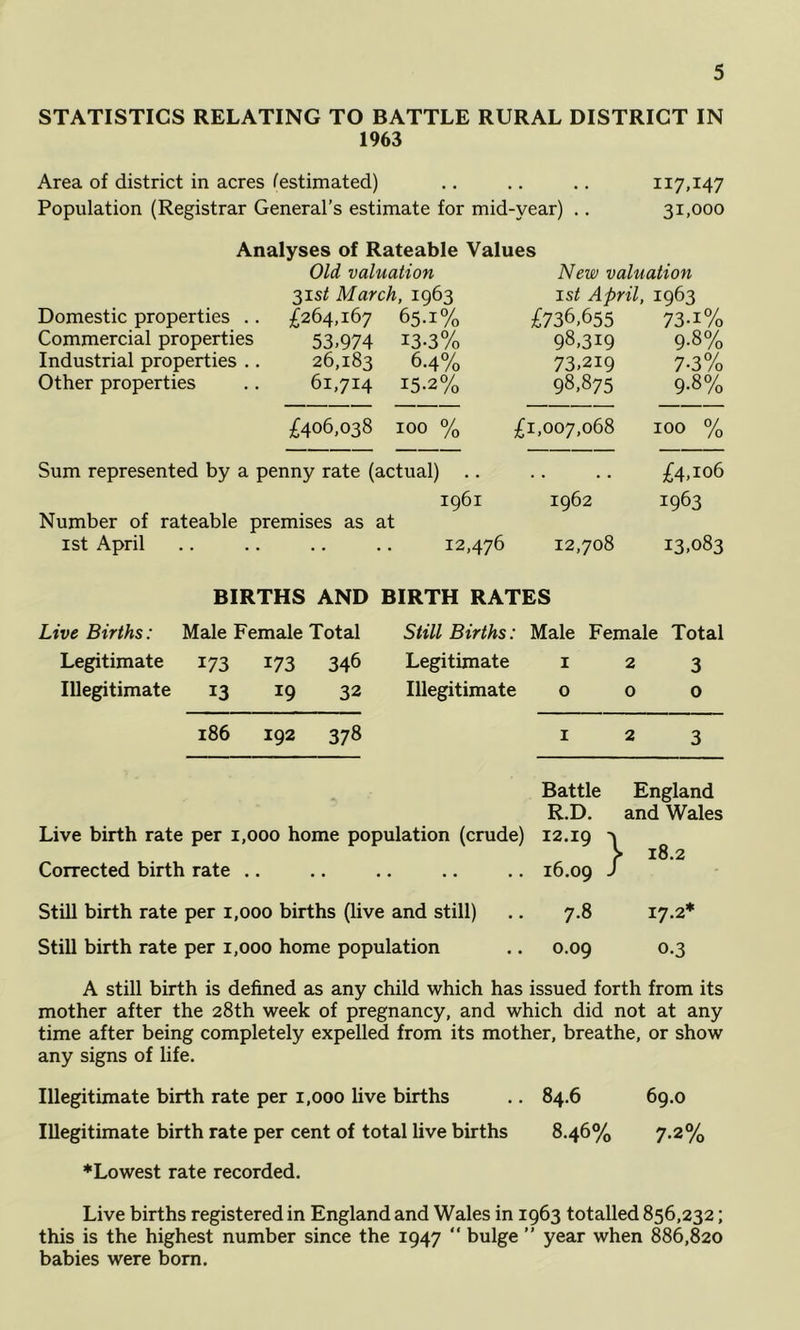 5
STATISTICS RELATING TO BATTLE RURAL DISTRICT IN
1963
Area of district in acres (estimated) .. .. .. 117,147
Population (Registrar General's estimate for mid-year) .. 31,000
Analyses of Rateable Values
Old valuation New valuation
31st March, 1963 1st April, 1963
Domestic properties .. £264,167 65.1% £736,655 73.1%
Commercial properties 53,974 13.3% 98,319 9.8%
Industrial properties .. 26,183 6.4% 73,219 7.3%
Other properties .. 61,714 15.2% 98,875 9.8%
£406,038 100 % £1,007,068 100 %
Sum represented by a penny rate (actual) .. .. .. £4,106
1961 1962 1963
Number of rateable premises as at
1st April .. .. .. .. 12,476 12,708 13,083
BIRTHS AND BIRTH RATES
Live Births: Male Female Total Still Births: Male Female Total
Legitimate 173 173 346 Legitimate 1 2 3
Illegitimate 13 19 32 Illegitimate 0 0 0
186 192 378 1 2 3
Battle England
R.D. and Wales
Live birth rate per 1,000 home population (crude) 12.19 } 18.2
Corrected birth rate .. .. .. .. .. 16.09
Still birth rate per 1,000 births (live and still) .. 7.8 17.2*
Still birth rate per 1,000 home population .. 0.09 0.3
A still birth is defined as any child which has issued forth from its
mother after the 28th week of pregnancy, and which did not at any
time after being completely expelled from its mother, breathe, or show
any signs of life.
Illegitimate birth rate per 1,000 live births .. 84.6 69.0
Illegitimate birth rate per cent of total live births 8.46% 7.2%
*Lowest rate recorded.
Live births registered in England and Wales in 1963 totalled 856,232;
this is the highest number since the 1947 " bulge " year when 886,820
babies were born.